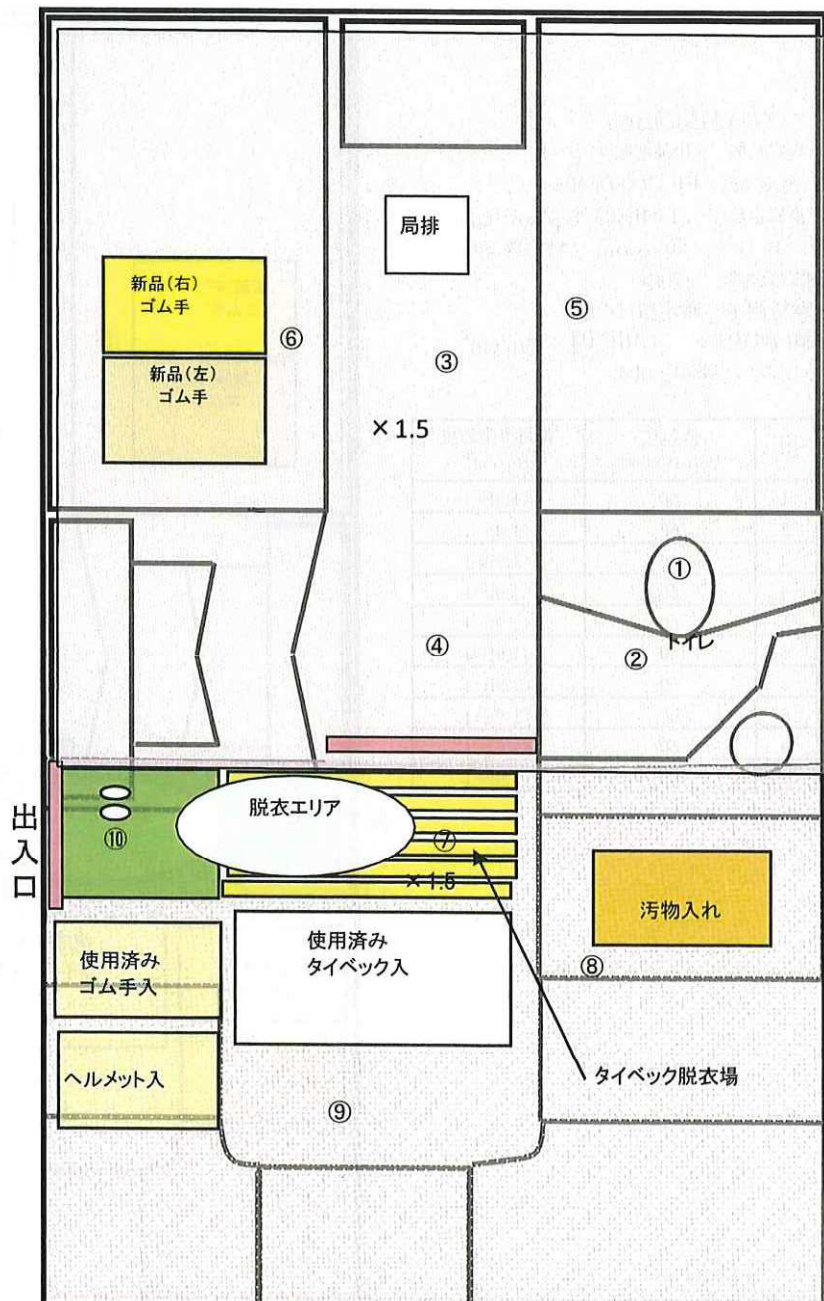 局排
新品(右)
ゴム手
⑥
⑤
新品(左)
ゴム手
③
×1.5
①
④
②
トイレ
出入口
脱衣エリア
⑩
⑦
×1.5
汚物入れ
使用済み
ゴム手入
使用済み
タイベック入
⑧
ヘルメット入
タイベック脱衣場
⑨